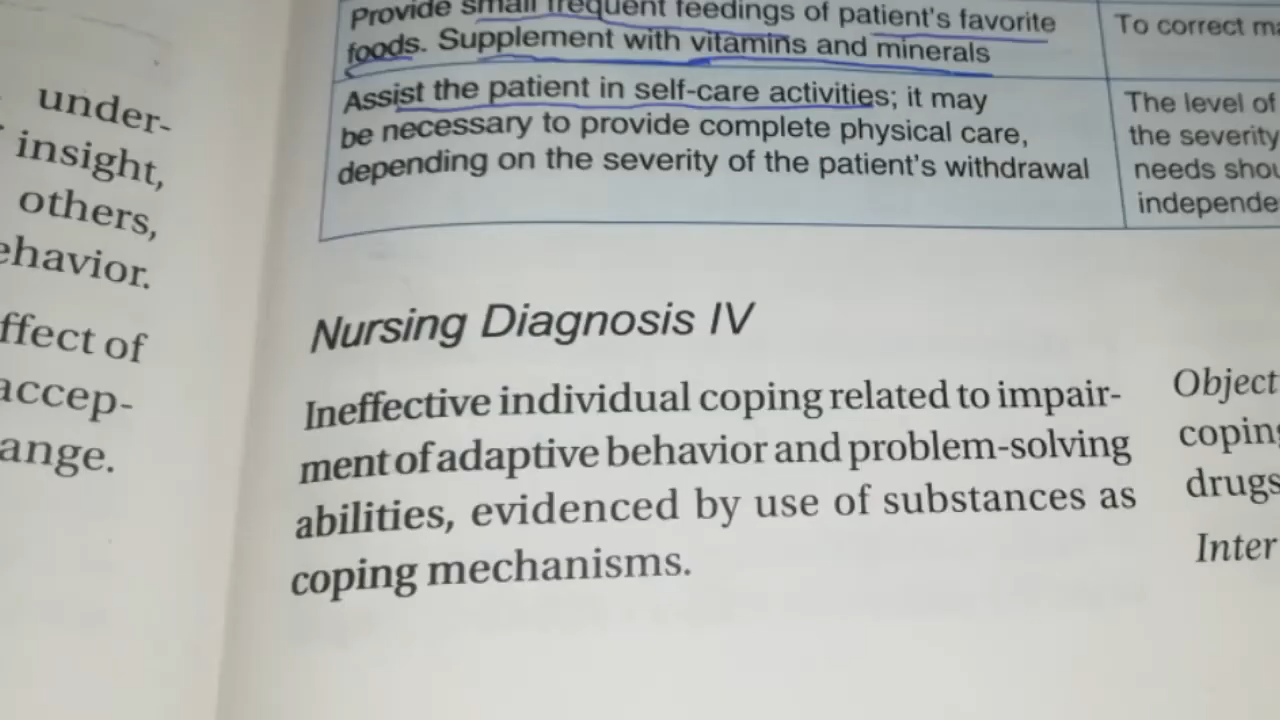 under-
insight,
others,
ehavior.
ffect of
accep-
ange.
Provide small frequent feedings of patient's favorite
foods. Supplement with vitamins and minerals
Assist the patient in self-care activities; it may
be necessary to provide complete physical care,
depending on the severity of the patient's withdrawal
To correct ma
The level of
the severity
needs shou
independe
Nursing Diagnosis IV
Ineffective individual coping related to impair-
ment of adaptive behavior and problem-solving
abilities, evidenced by use of substances as
coping mechanisms.
Object
coping
drugs
Inter